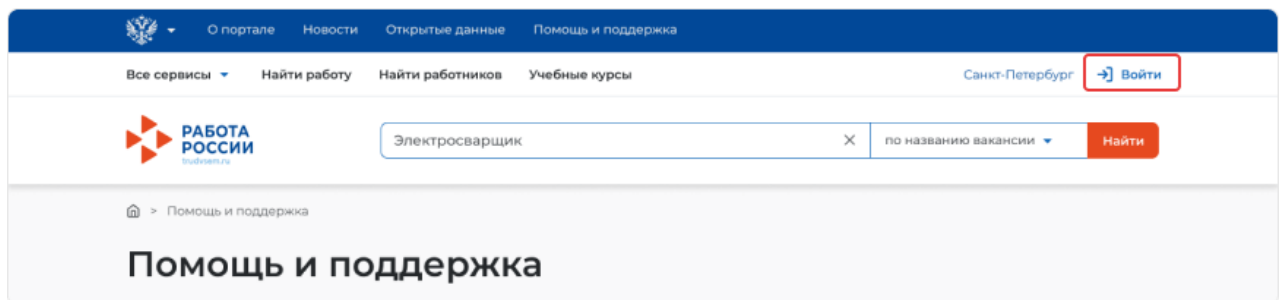 О портале Новости Открытые данные Помощь и поддержка
Все сервисы Найти работу Найти работников Учебные курсы Санкт-Петербург Войти
РАБОТА
РОССИИ
trudvsem.ru
Электросварщик по названию вакансии Найти
> Помощь и поддержка
Помощь и поддержка